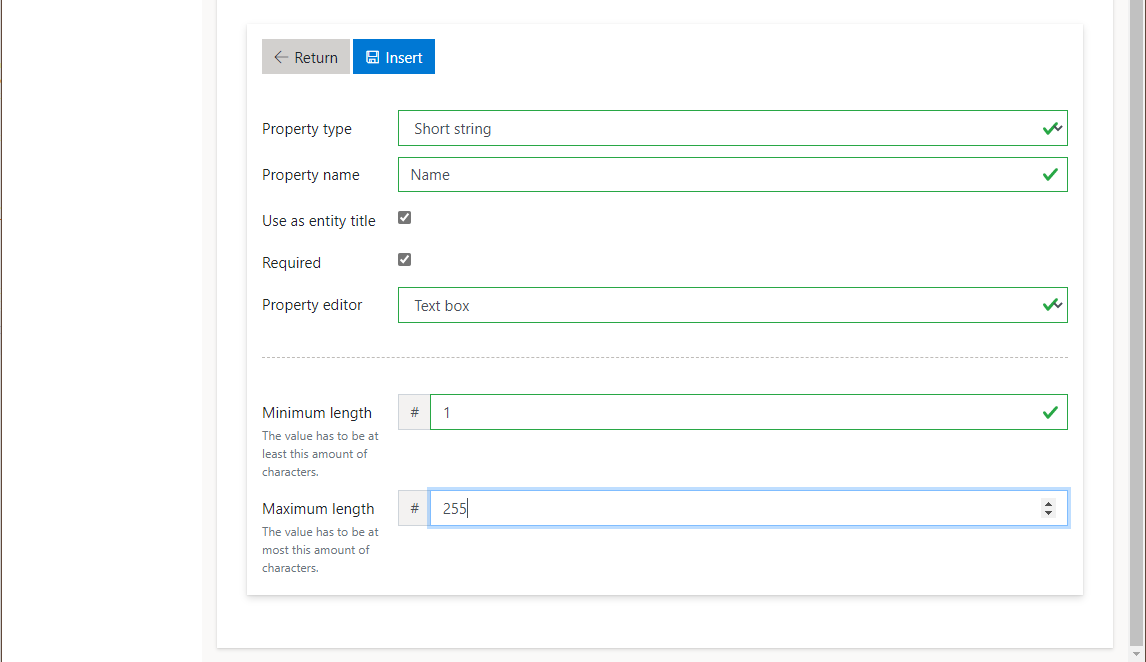 Return Insert
Property type Short string
Property name Name
Use as entity title
Required
Property editor Text box
Minimum length # 1
The value has to be at
least this amount of
characters.
Maximum length # 255
The value has to be at
most this amount of
characters.